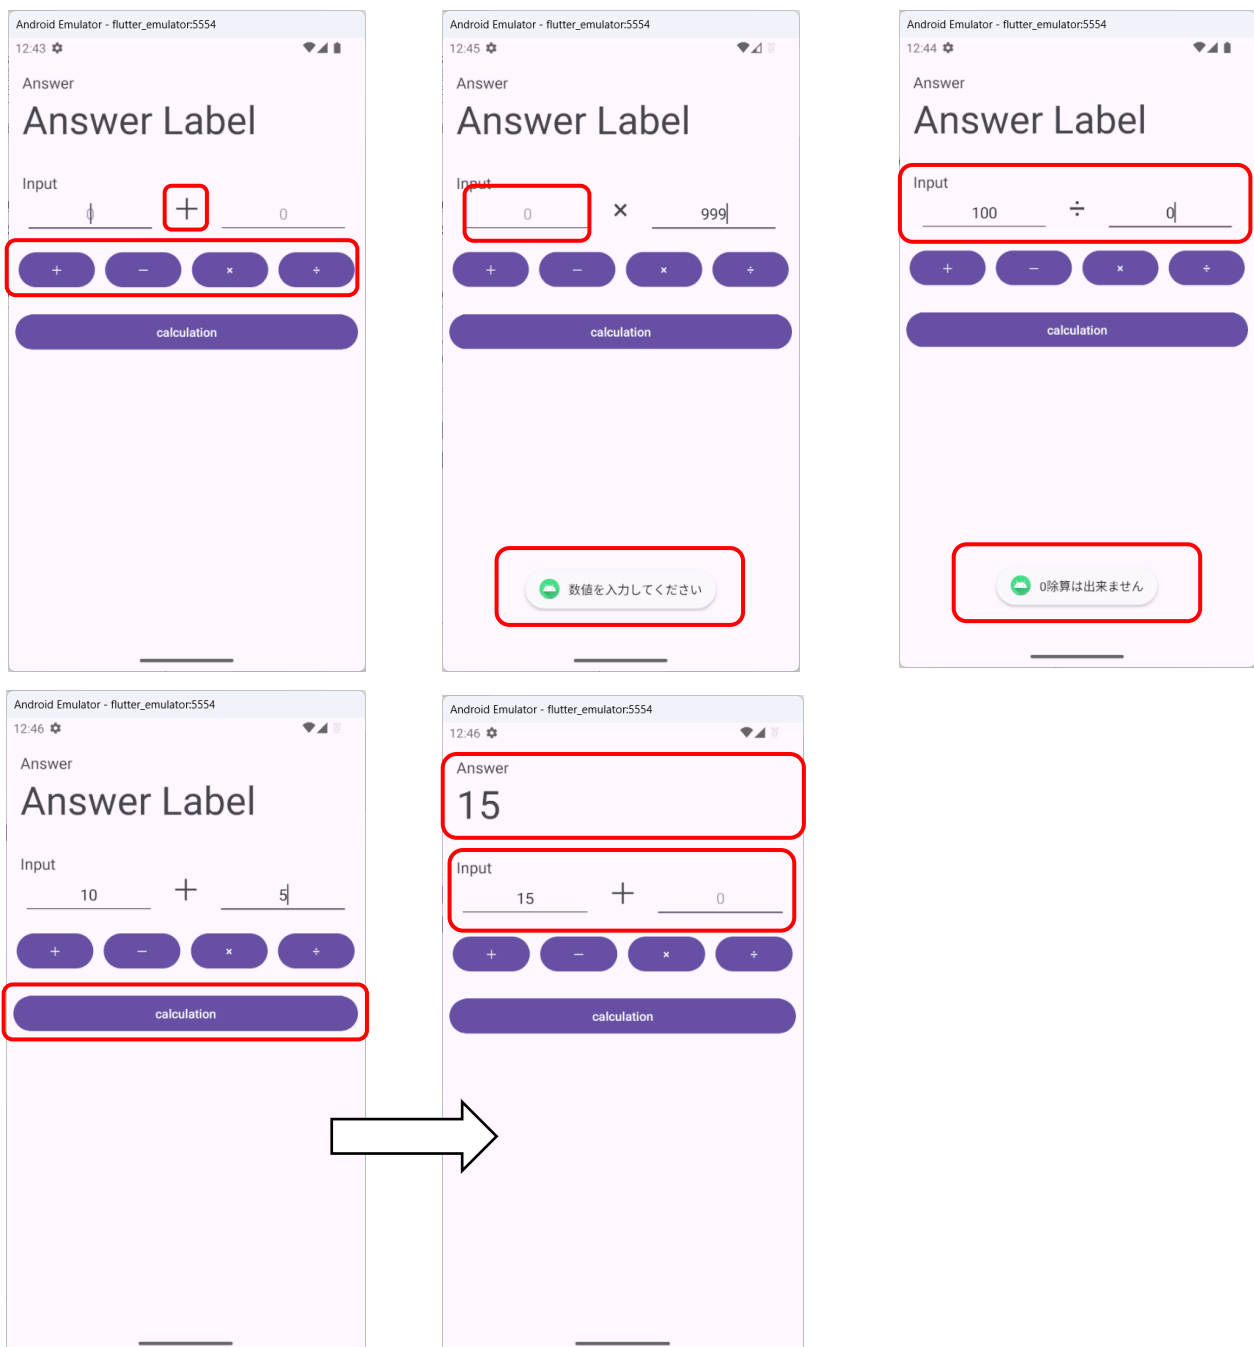 Android Emulator - flutter_emulator:5554
12:43
Answer
Answer Label
Input
0 + 0
+ − × ÷
calculation
Android Emulator - flutter_emulator:5554
12:45
Answer
Answer Label
Input
0 × 999
+ − × ÷
calculation
数値を入力してください
Android Emulator - flutter_emulator:5554
12:44
Answer
Answer Label
Input
100 ÷ 0
+ − × ÷
calculation
0除算は出来ません
Android Emulator - flutter_emulator:5554
12:46
Answer
Answer Label
Input
10 + 5
+ − × ÷
calculation
Android Emulator - flutter_emulator:5554
12:46
Answer
15
Input
15 + 0
+ − × ÷
calculation